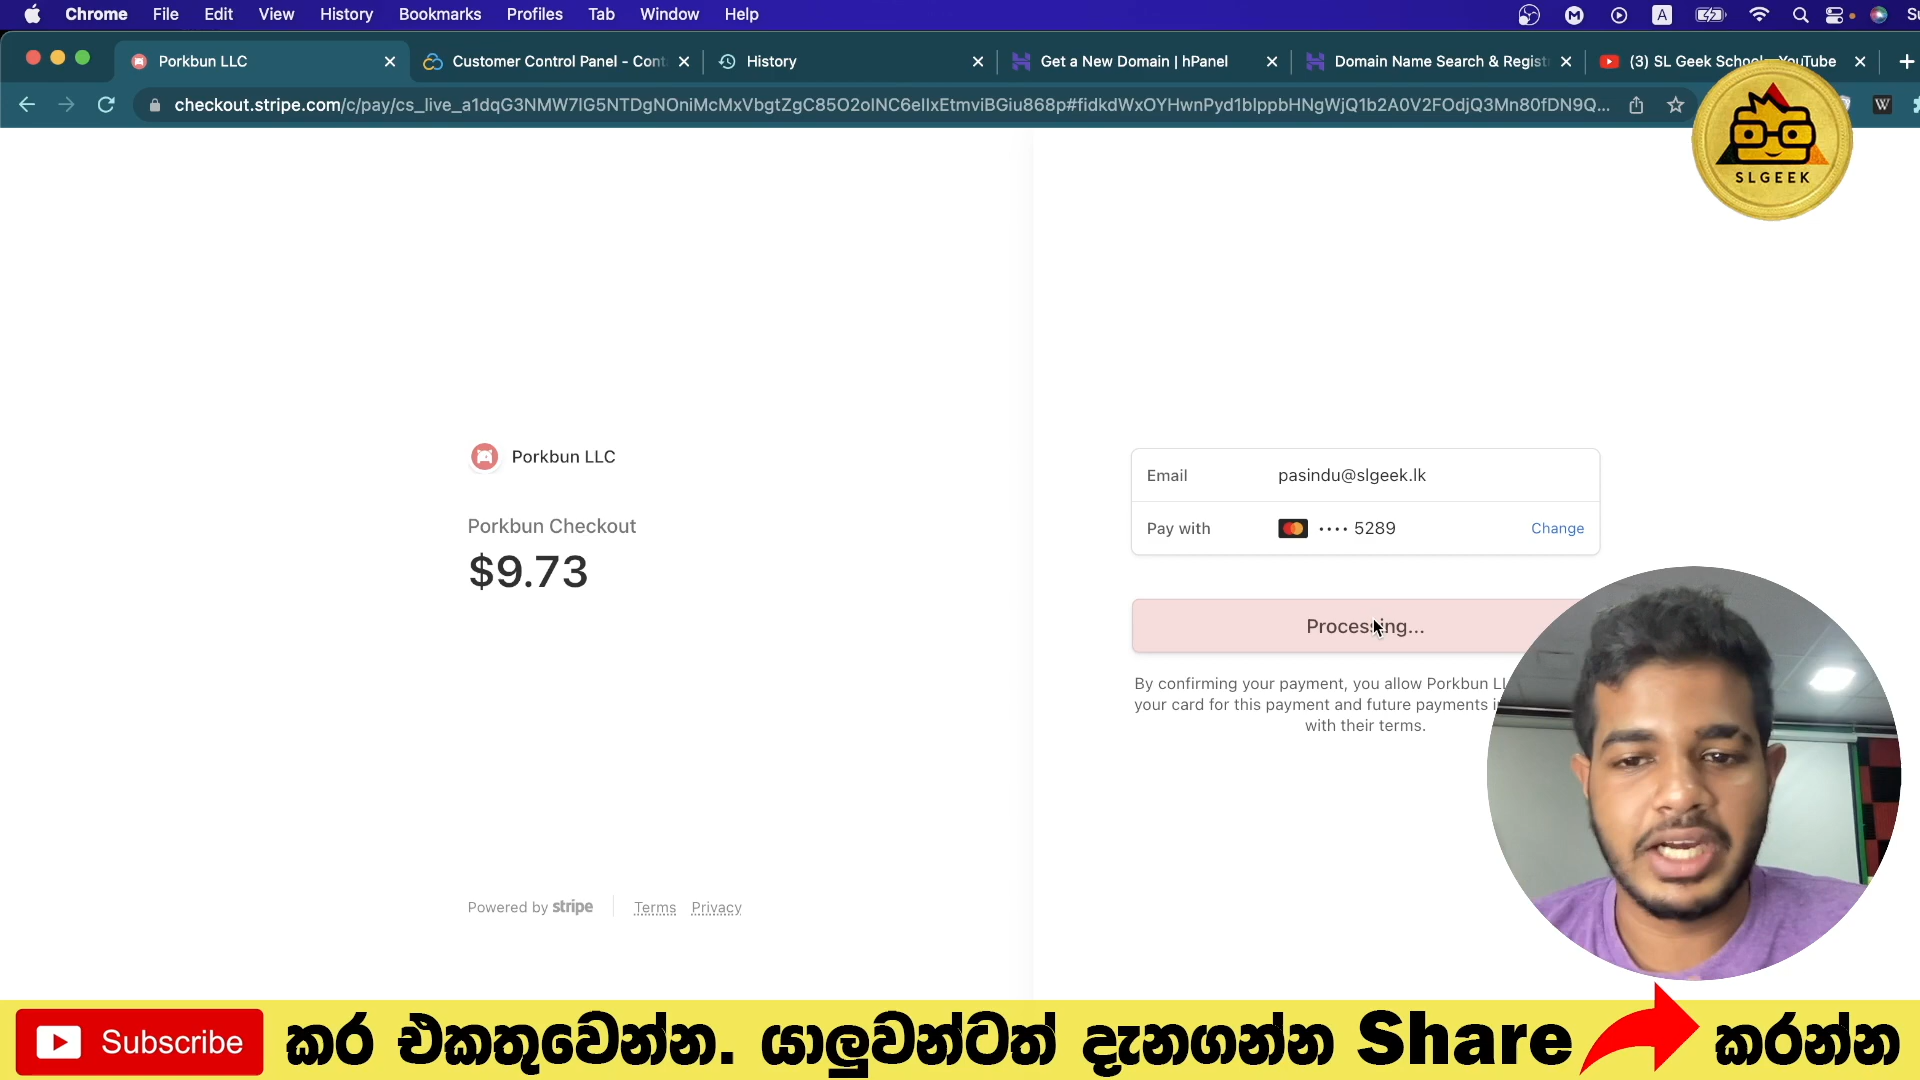 Chrome File Edit View History Bookmarks Profiles Tab Window Help
Porkbun LLC Customer Control Panel - Cont History Get a New Domain | hPanel Domain Name Search & Regist (3) SL Geek School - YouTube
checkout.stripe.com/c/pay/
SLGEEK
Porkbun LLC
Porkbun Checkout
$9.73
Email pasindu@slgeek.lk
Pay with •••• 5289 Change
Processing...
By confirming your payment, you allow Porkbun
your card for this payment and future payments
with their terms.
Powered by stripe Terms Privacy
Subscribe කර එකතුවෙන්න. යාලුවන්ටත් දැනගන්න Share කරන්න